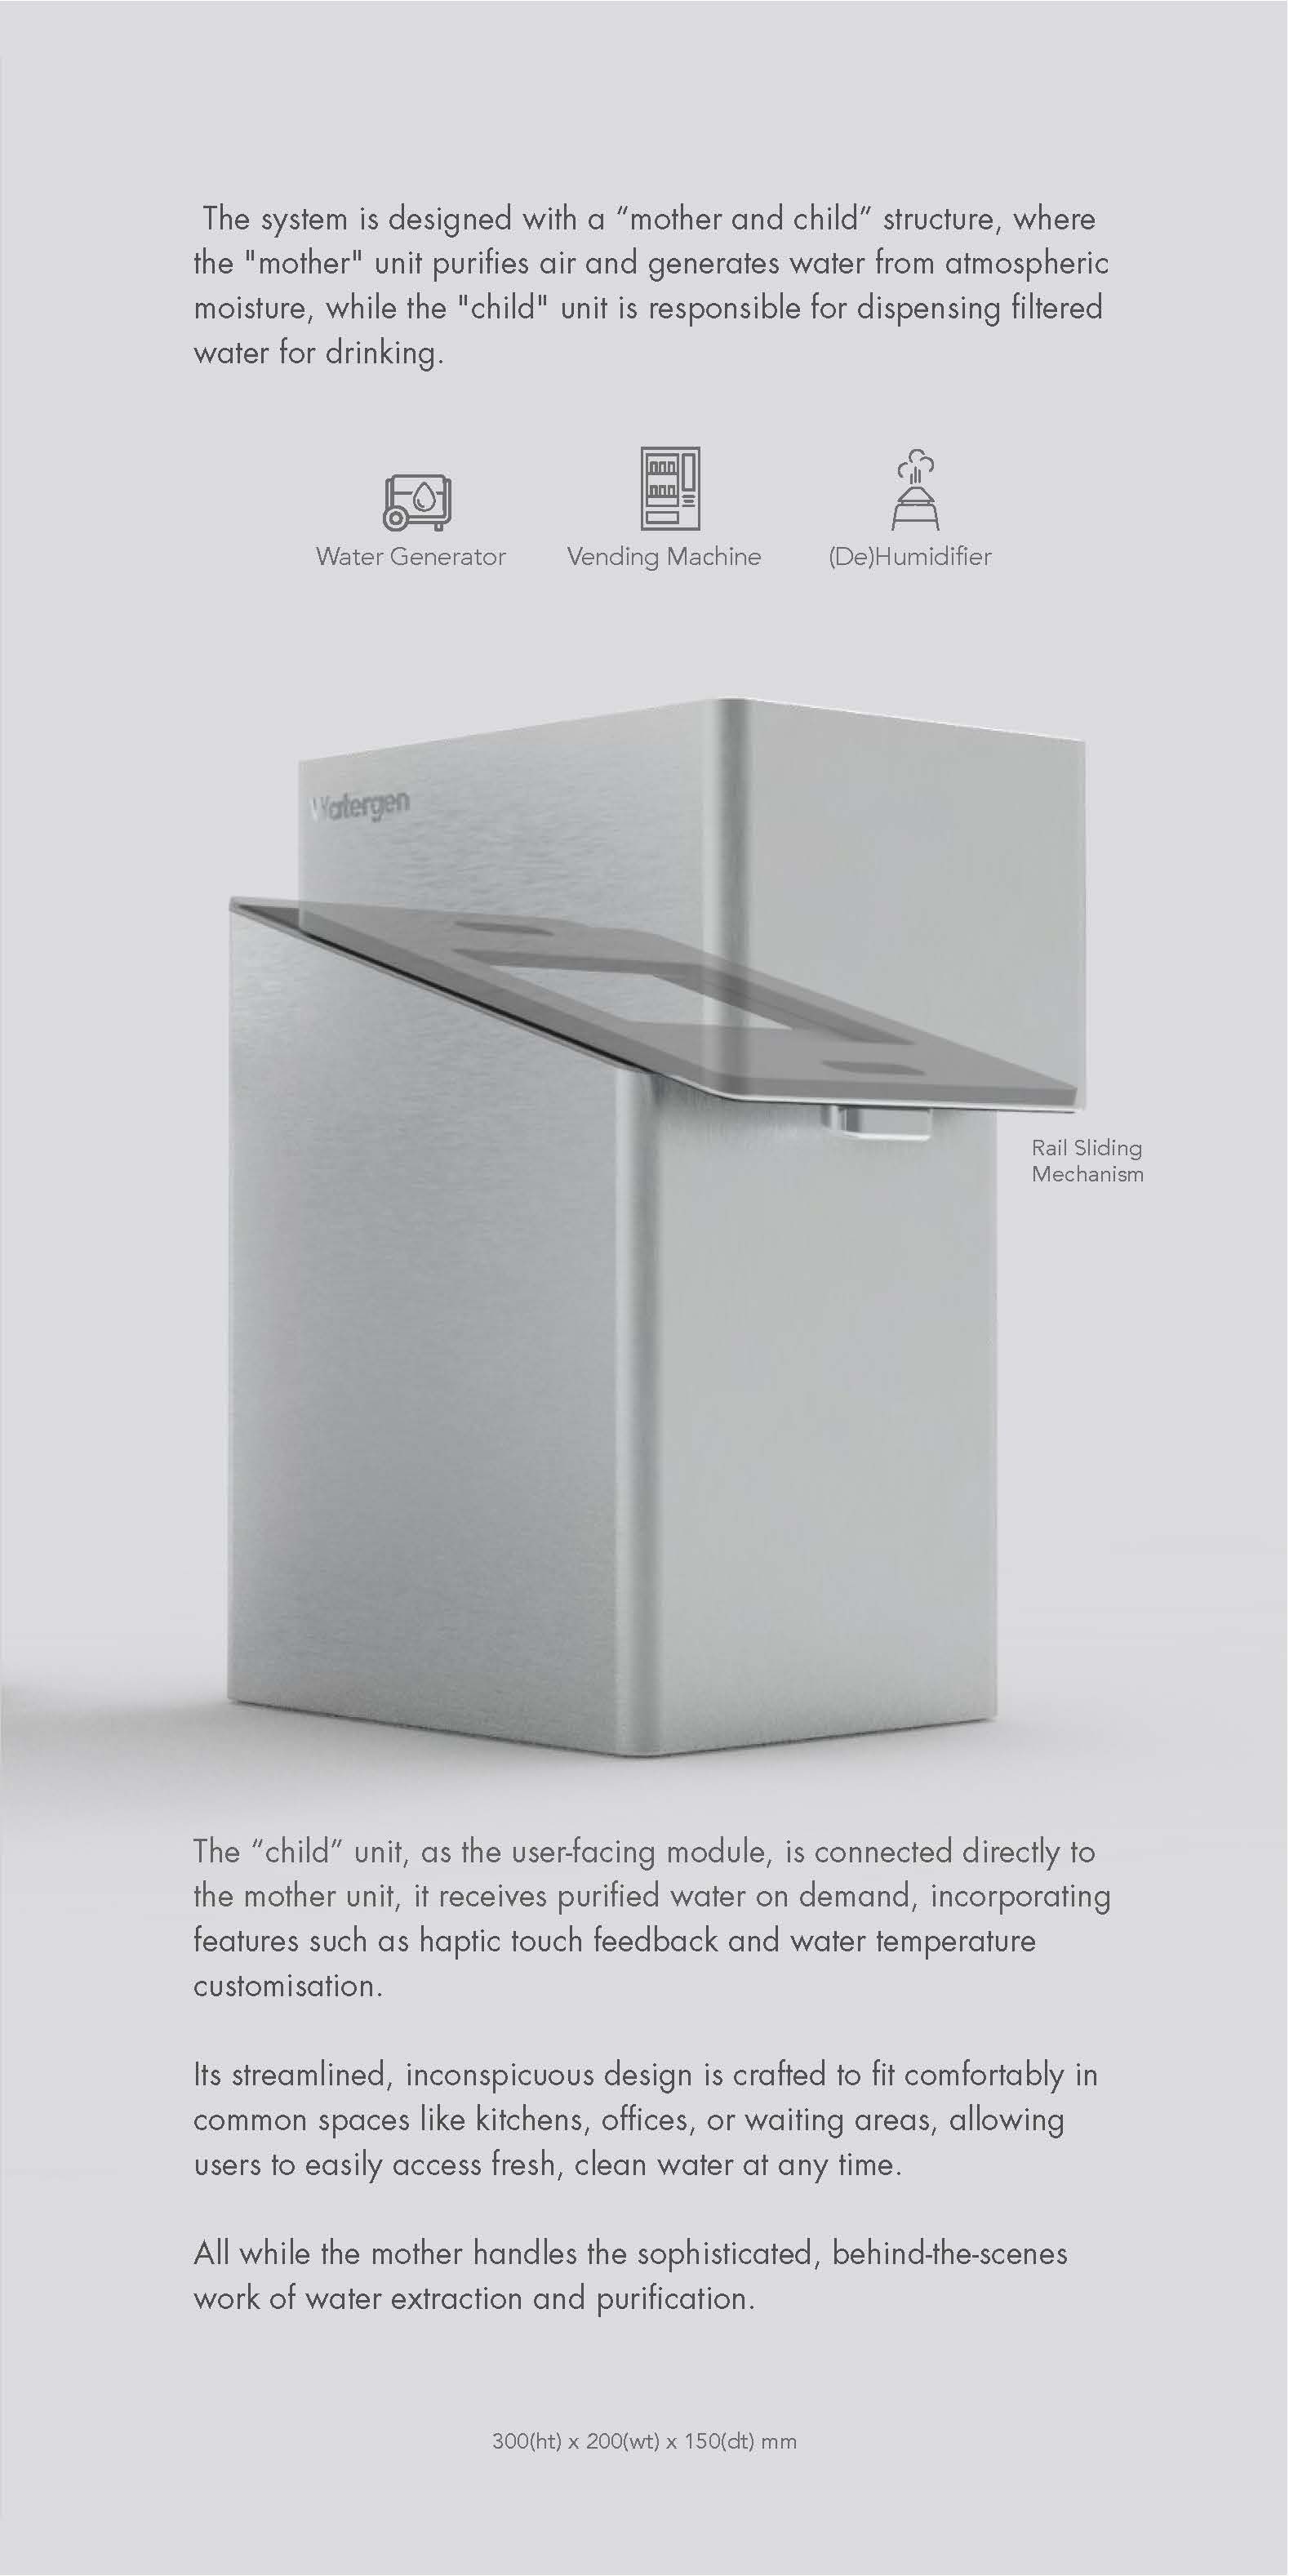 The system is designed with a “mother and child” structure, where
the "mother" unit purifies air and generates water from atmospheric
moisture, while the "child" unit is responsible for dispensing filtered
water for drinking.
Water Generator
Vending Machine
(De)Humidifier
Watergen
Rail Sliding
Mechanism
The “child” unit, as the user-facing module, is connected directly to
the mother unit, it receives purified water on demand, incorporating
features such as haptic touch feedback and water temperature
customisation.
Its streamlined, inconspicuous design is crafted to fit comfortably in
common spaces like kitchens, offices, or waiting areas, allowing
users to easily access fresh, clean water at any time.
All while the mother handles the sophisticated, behind-the-scenes
work of water extraction and purification.
300(ht) x 200(wt) x 150(dt) mm